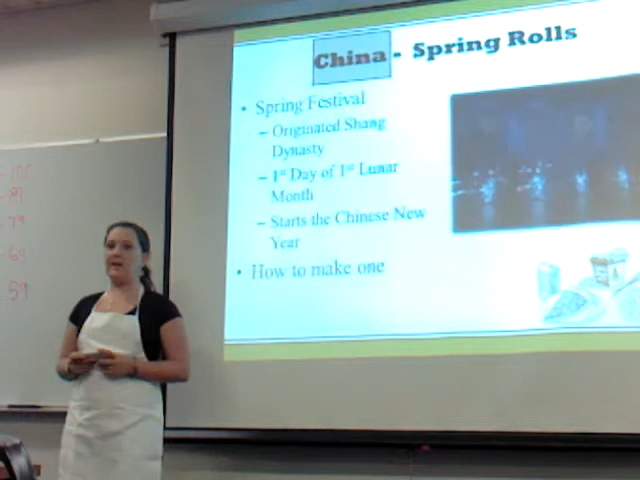 China - Spring Rolls
• Spring Festival
– Originated Shang
Dynasty
– 1st Day of 1st Lunar
Month
– Starts the Chinese New
Year
• How to make one
59